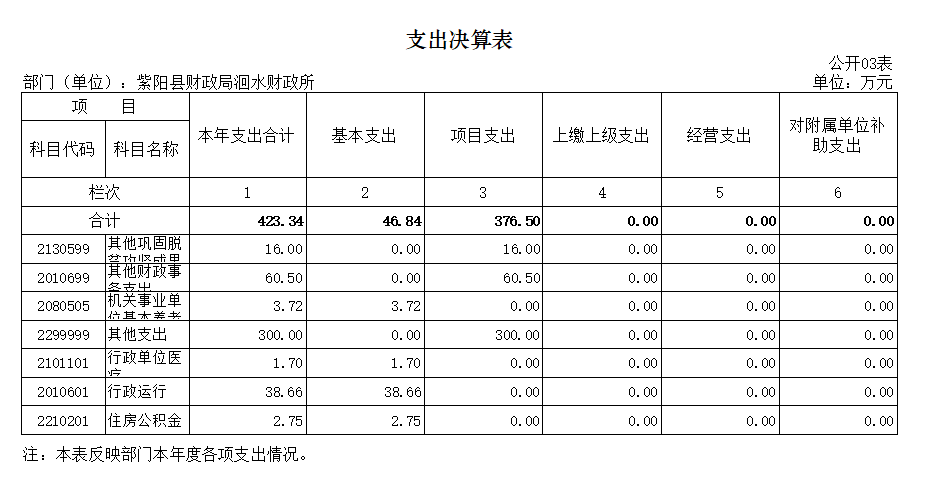 支出决算表
公开03表
部门（单位）：紫阳县财政局洄水财政所 单位：万元
项 目 本年支出合计 基本支出 项目支出 上缴上级支出 经营支出 对附属单位补助支出
科目代码 科目名称
栏次 1 2 3 4 5 6
合计 423.34 46.84 376.50 0.00 0.00 0.00
2130599 其他巩固脱贫攻坚成果 16.00 0.00 16.00 0.00 0.00 0.00
2010699 其他财政事务支出 60.50 0.00 60.50 0.00 0.00 0.00
2080505 机关事业单位基本养老 3.72 3.72 0.00 0.00 0.00 0.00
2299999 其他支出 300.00 0.00 300.00 0.00 0.00 0.00
2101101 行政单位医疗 1.70 1.70 0.00 0.00 0.00 0.00
2010601 行政运行 38.66 38.66 0.00 0.00 0.00 0.00
2210201 住房公积金 2.75 2.75 0.00 0.00 0.00 0.00
注：本表反映部门本年度各项支出情况。